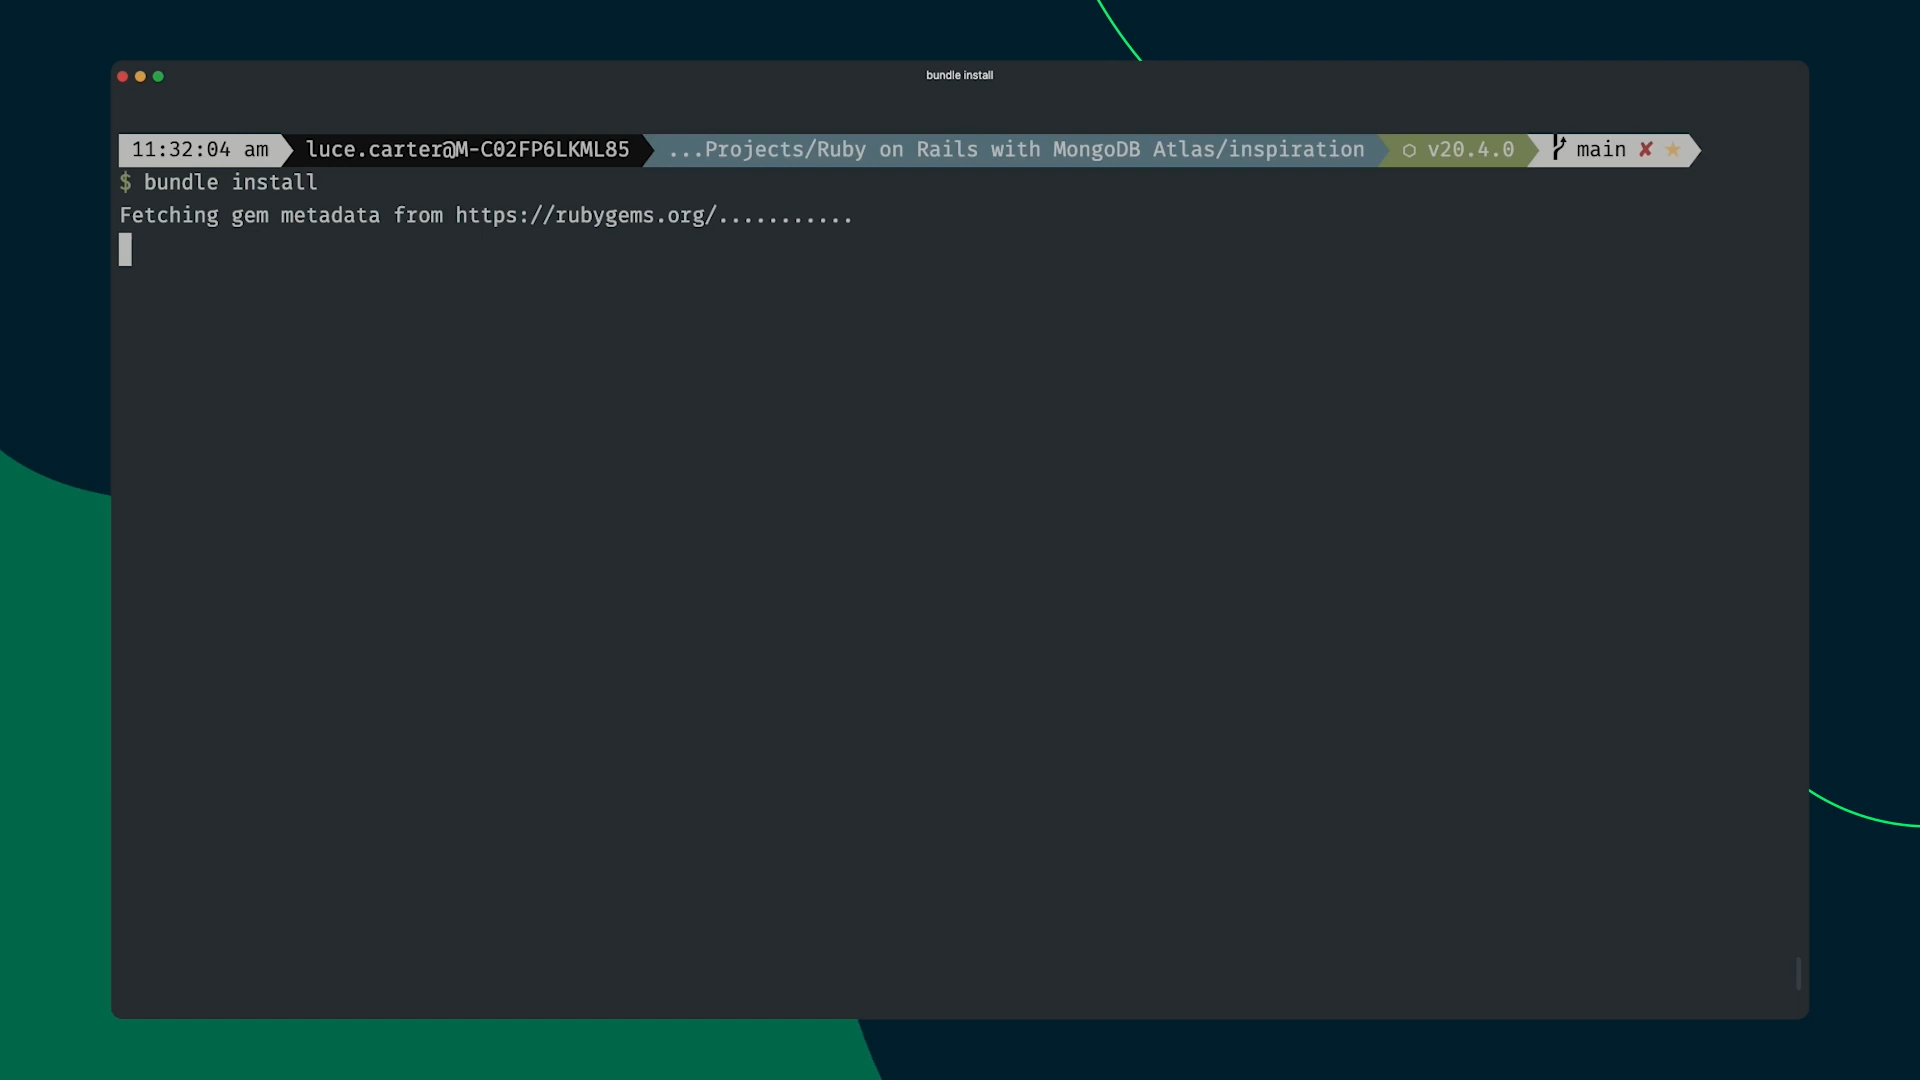 bundle install
11:32:04 am luce.carter@M-C02FP6LKML85 ...Projects/Ruby on Rails with MongoDB Atlas/inspiration ⬡ v20.4.0 main ✘ ★
$ bundle install
Fetching gem metadata from https://rubygems.org/...........